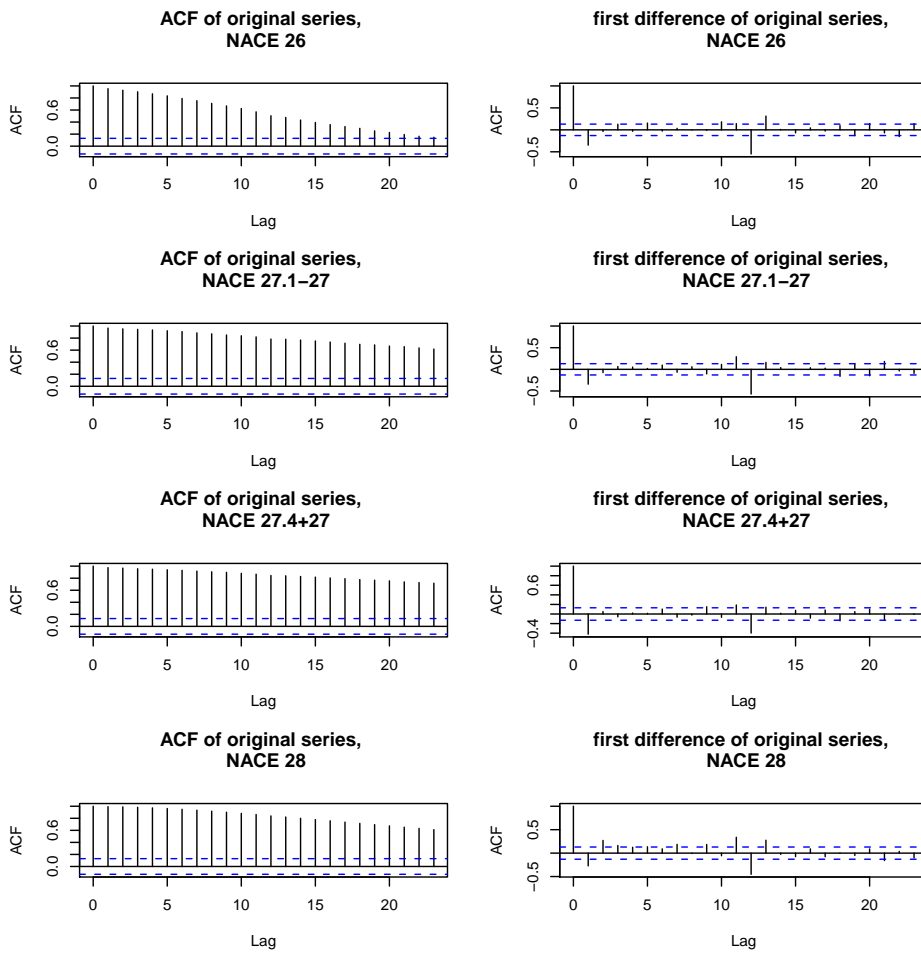 ACF of original series,
NACE 26
ACF
0.0 0.6
0 5 10 15 20
Lag
first difference of original series,
NACE 26
ACF
−0.5 0.5
0 5 10 15 20
Lag
ACF of original series,
NACE 27.1−27
ACF
0.0 0.6
0 5 10 15 20
Lag
first difference of original series,
NACE 27.1−27
ACF
−0.5 0.5
0 5 10 15 20
Lag
ACF of original series,
NACE 27.4+27
ACF
0.0 0.6
0 5 10 15 20
Lag
first difference of original series,
NACE 27.4+27
ACF
−0.4 0.6
0 5 10 15 20
Lag
ACF of original series,
NACE 28
ACF
0.0 0.6
0 5 10 15 20
Lag
first difference of original series,
NACE 28
ACF
−0.5 0.5
0 5 10 15 20
Lag